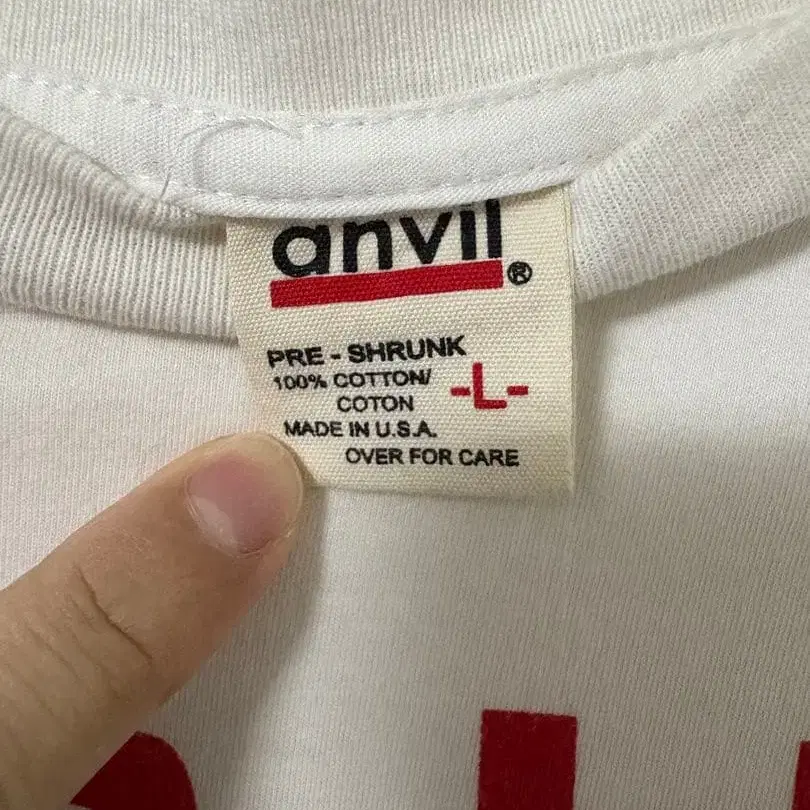 anvil®
PRE - SHRUNK
100% COTTON/
COTON
-L-
MADE IN U.S.A.
OVER FOR CARE